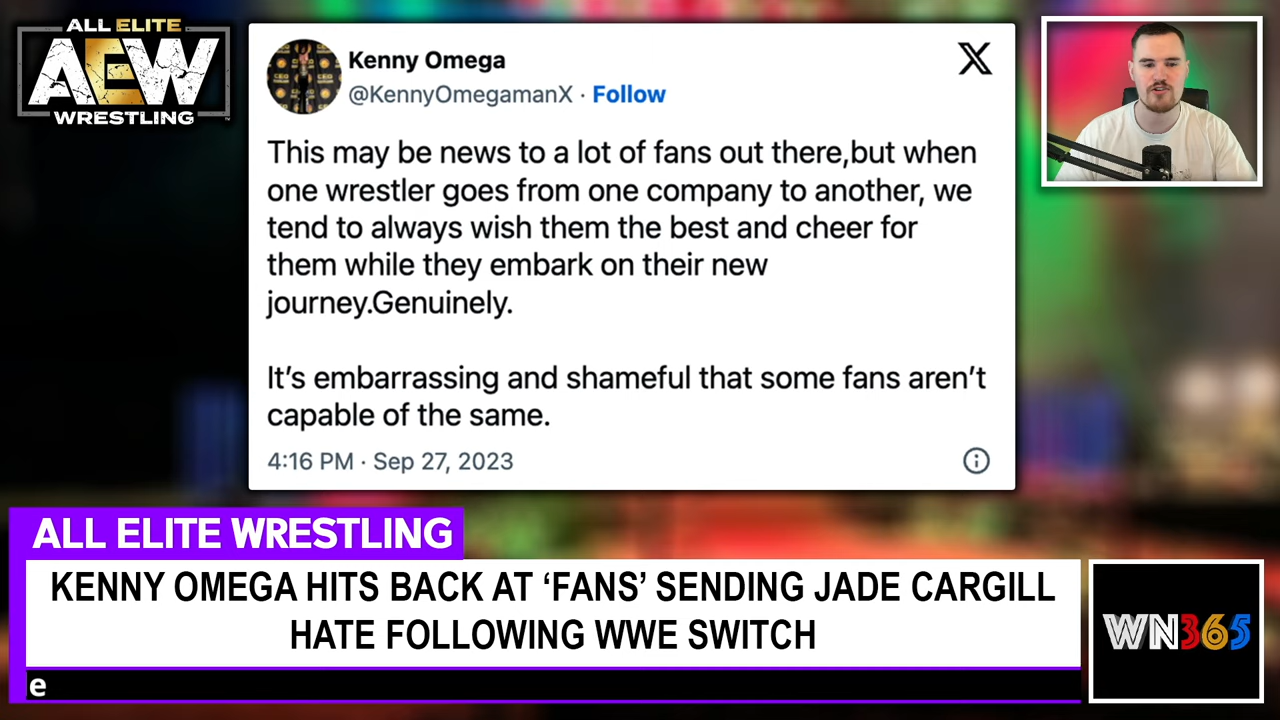 ALL ELITE
AEW
WRESTLING
Kenny Omega
@KennyOmegamanX · Follow
This may be news to a lot of fans out there,but when
one wrestler goes from one company to another, we
tend to always wish them the best and cheer for
them while they embark on their new
journey.Genuinely.
It’s embarrassing and shameful that some fans aren’t
capable of the same.
4:16 PM · Sep 27, 2023
ALL ELITE WRESTLING
KENNY OMEGA HITS BACK AT ‘FANS’ SENDING JADE CARGILL
HATE FOLLOWING WWE SWITCH
WN365
e